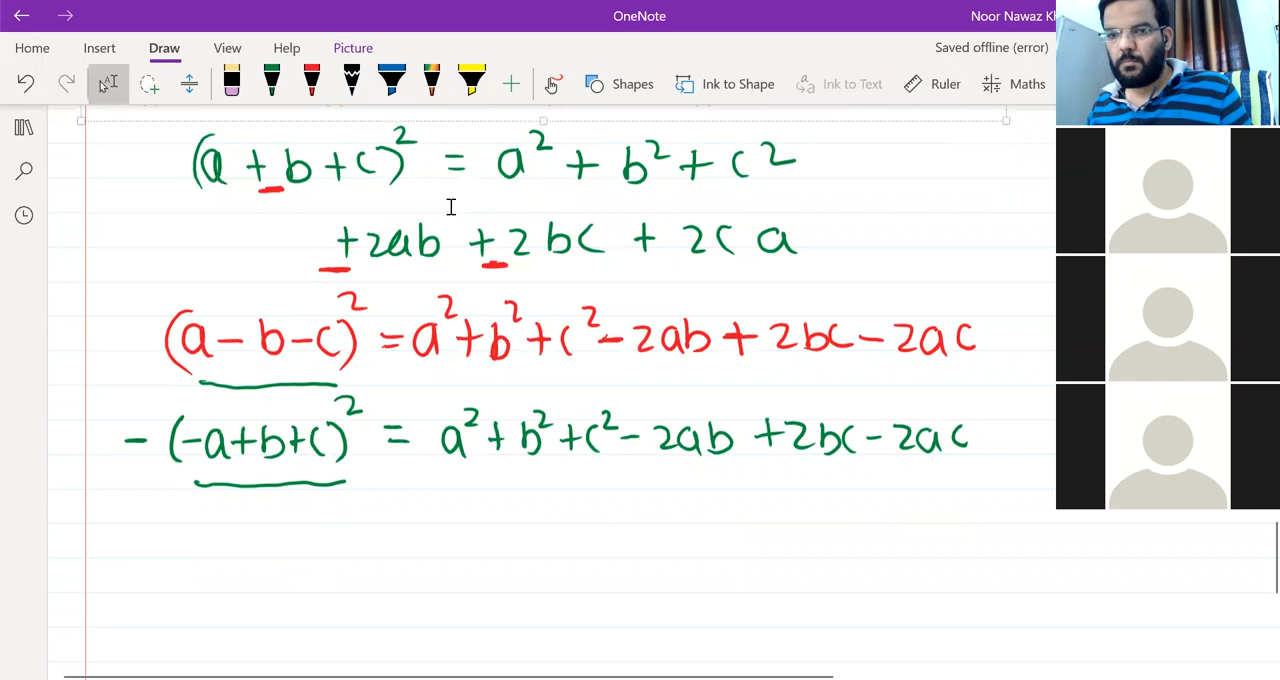 OneNote
Noor Nawaz Kh
Home Insert Draw View Help Picture
Saved offline (error)
Shapes Ink to Shape Ink to Text Ruler Maths
(a + b + c)² = a² + b² + c²
+ 2ab + 2bc + 2ca
(a - b - c)² = a² + b² + c² - 2ab + 2bc - 2ac
- (-a + b + c)² = a² + b² + c² - 2ab + 2bc - 2ac